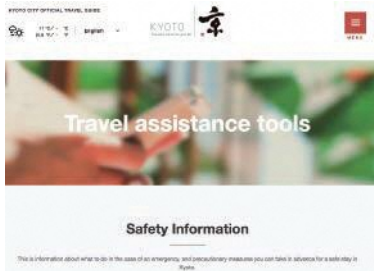 KYOTO CITY OFFICIAL TRAVEL GUIDE
English
KYOTO
京
MENU
Travel assistance tools
Safety Information
This is information about what to do in the case of an emergency, and precautionary measures you can take in advance for a safe stay in
Kyoto.